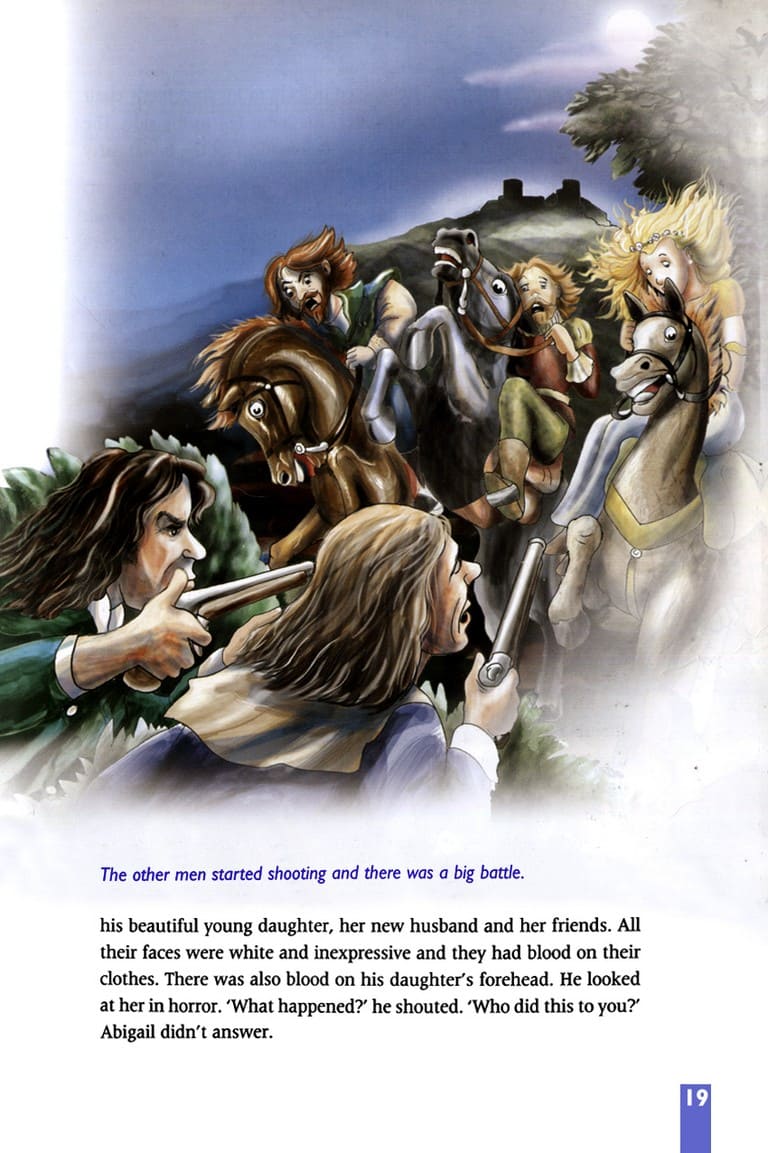 The other men started shooting and there was a big battle.
his beautiful young daughter, her new husband and her friends. All
their faces were white and inexpressive and they had blood on their
clothes. There was also blood on his daughter's forehead. He looked
at her in horror. ‘What happened?’ he shouted. ‘Who did this to you?’
Abigail didn't answer.
19